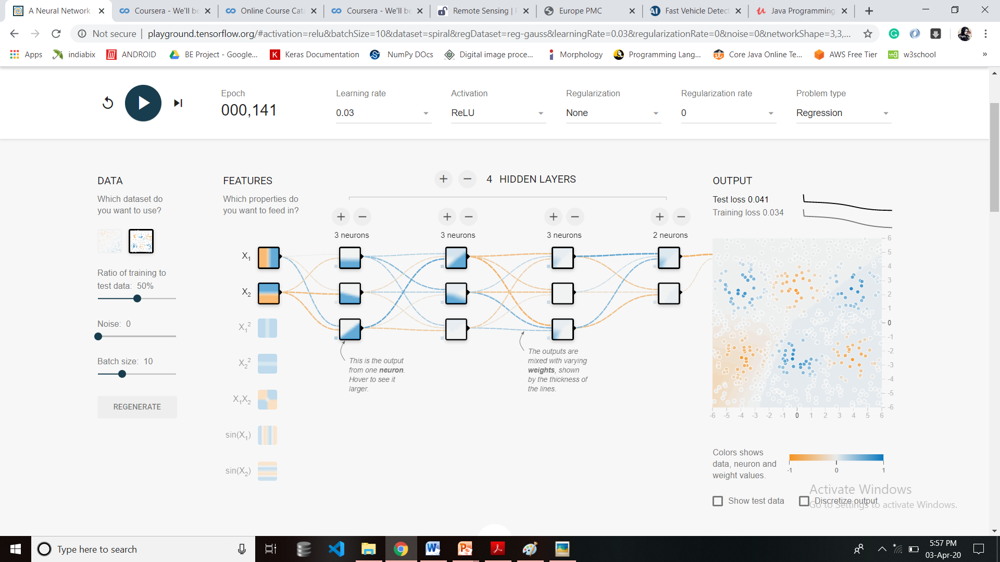 A Neural Network
Coursera - We'll be
Online Course Cata
Coursera - We'll be
Remote Sensing |
Europe PMC
Fast Vehicle Detect
Java Programming
Not secure
playground.tensorflow.org/#activation=relu&batchSize=10&dataset=spiral&regDataset=reg-gauss&learningRate=0.03&regularizationRate=0&noise=0&networkShape=3,3,...
Apps
indiabix
ANDROID
BE Project - Google...
Keras Documentation
NumPy DOcs
Digital image proce...
Morphology
Programming Lang...
Core Java Online Te...
AWS Free Tier
w3school
»
Epoch
000,141
Learning rate
0.03
Activation
ReLU
Regularization
None
Regularization rate
0
Problem type
Regression
DATA
Which dataset do
you want to use?
Ratio of training to
test data: 50%
Noise: 0
Batch size: 10
REGENERATE
FEATURES
Which properties do
you want to feed in?
X1
X2
X1²
X2²
X1X2
sin(X1)
sin(X2)
+ − 4 HIDDEN LAYERS
+ −
3 neurons
+ −
3 neurons
+ −
3 neurons
+ −
2 neurons
This is the output
from one neuron.
Hover to see it
larger.
The outputs are
mixed with varying
weights, shown
by the thickness of
the lines.
OUTPUT
Test loss 0.041
Training loss 0.034
6
5
4
3
2
1
0
-1
-2
-3
-4
-5
-6
-6 -5 -4 -3 -2 -1 0 1 2 3 4 5 6
Colors shows
data, neuron and
weight values.
-1 0 1
Show test data
Discretize output
Activate Windows
Go to Settings to activate Windows.
Type here to search
5:57 PM
03-Apr-20